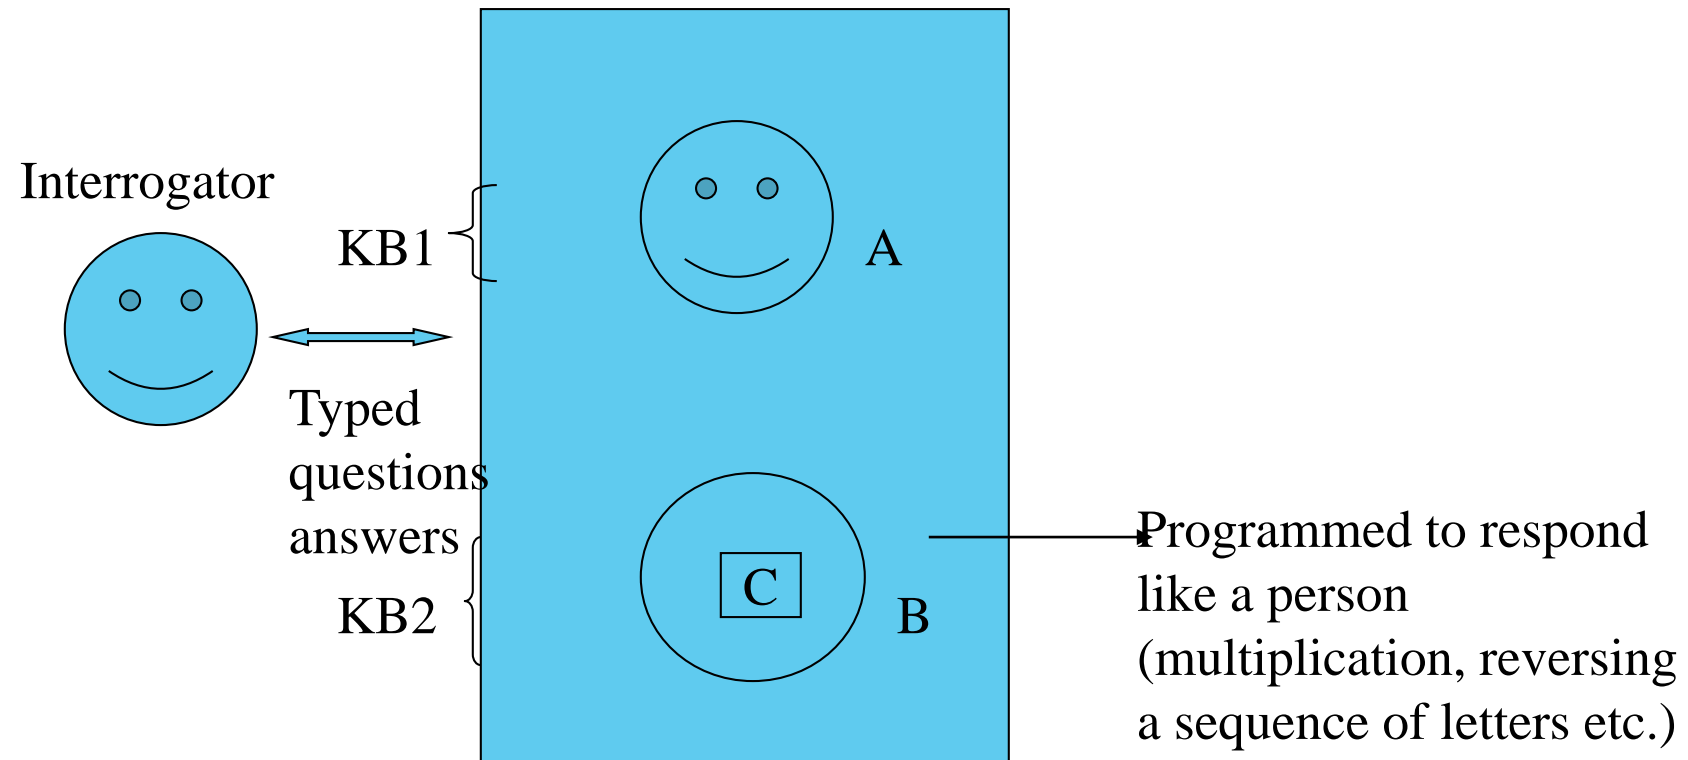 Interrogator
KB1
A
Typed
questions
answers
KB2
C
B
Programmed to respond
like a person
(multiplication, reversing
a sequence of letters etc.)